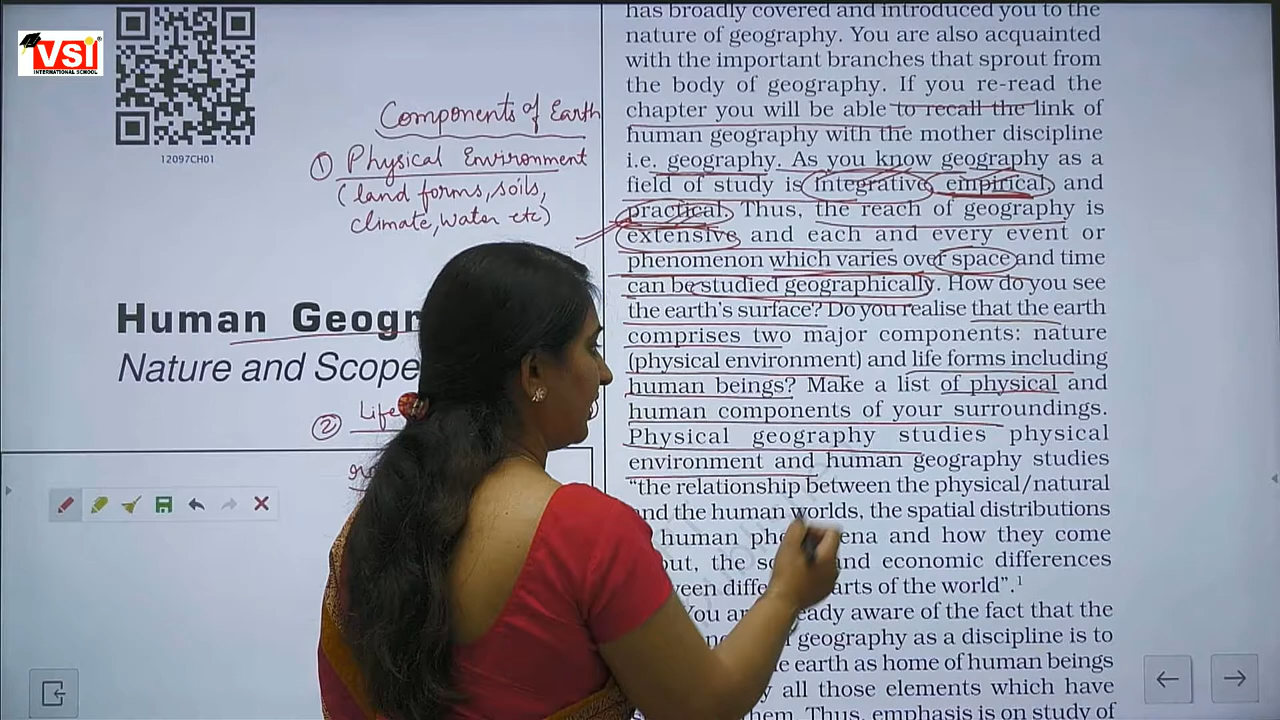 VSI
INTERNATIONAL SCHOOL
12097CH01
Components of Earth
① Physical Environment
(land forms, soils,
climate, water etc)
Human Geogr
Nature and Scope
② Life
has broadly covered and introduced you to the
nature of geography. You are also acquainted
with the important branches that sprout from
the body of geography. If you re-read the
chapter you will be able to recall the link of
human geography with the mother discipline
i.e. geography. As you know geography as a
field of study is integrative, empirical, and
practical. Thus, the reach of geography is
extensive and each and every event or
phenomenon which varies over space and time
can be studied geographically. How do you see
the earth's surface? Do you realise that the earth
comprises two major components: nature
(physical environment) and life forms including
human beings? Make a list of physical and
human components of your surroundings.
Physical geography studies physical
environment and human geography studies
“the relationship between the physical/natural
and the human worlds, the spatial distributions
human phe ena and how they come
out, the so and economic differences
een diffe arts of the world”.¹
You ar eady aware of the fact that the
geography as a discipline is to
e earth as home of human beings
y all those elements which have
hem. Thus, emphasis is on study of